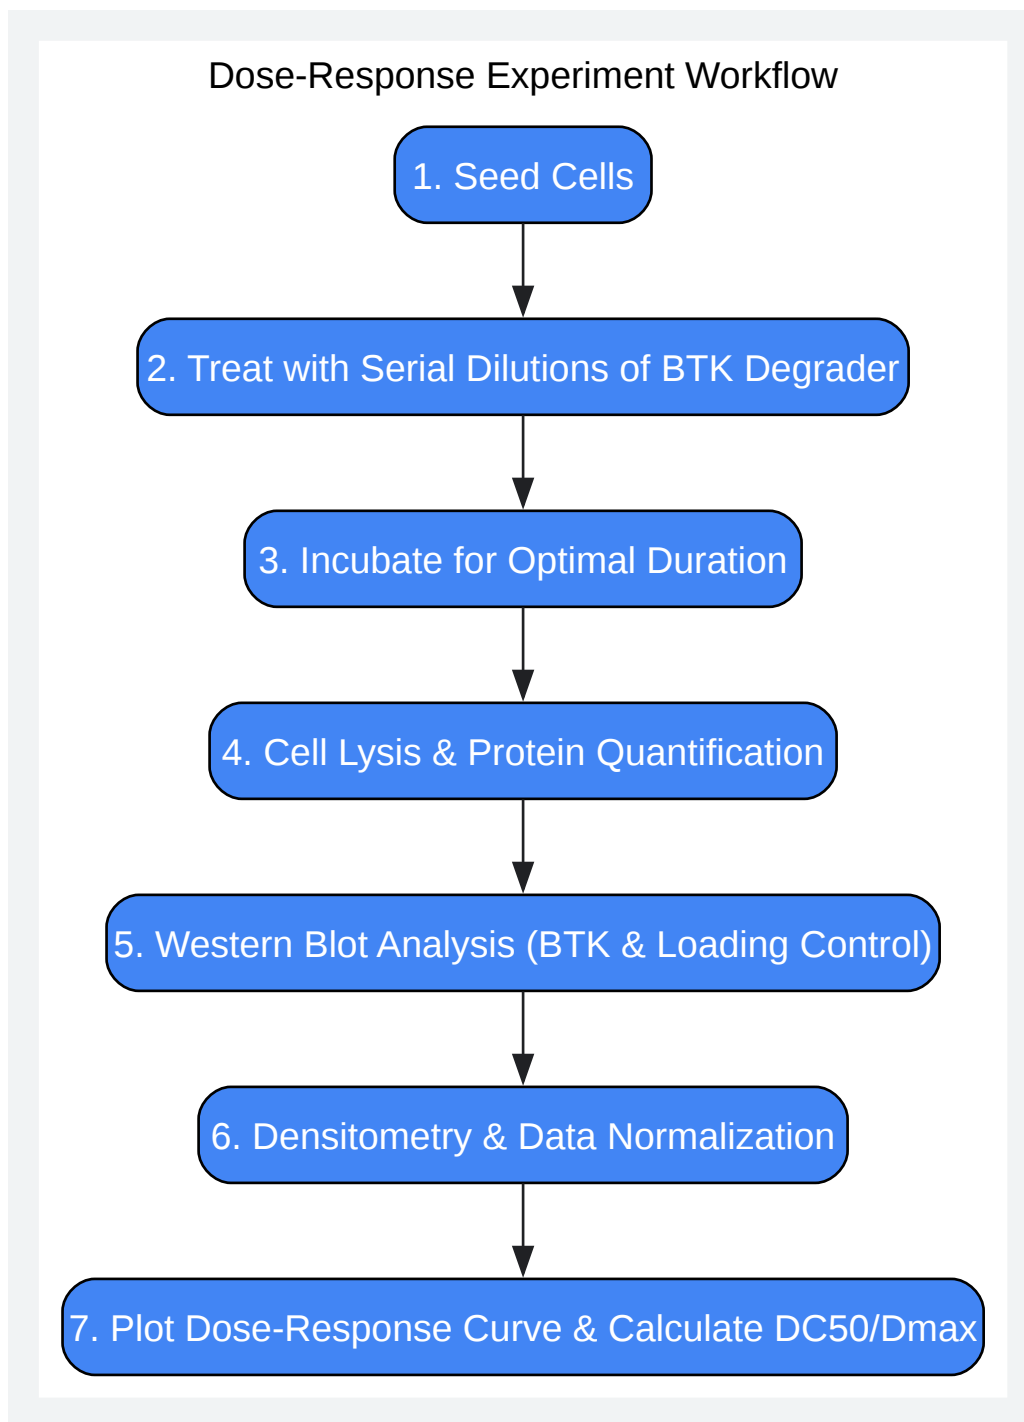 Dose-Response Experiment Workflow
1. Seed Cells
2. Treat with Serial Dilutions of BTK Degrader
3. Incubate for Optimal Duration
4. Cell Lysis & Protein Quantification
5. Western Blot Analysis (BTK & Loading Control)
6. Densitometry & Data Normalization
7. Plot Dose-Response Curve & Calculate DC50/Dmax